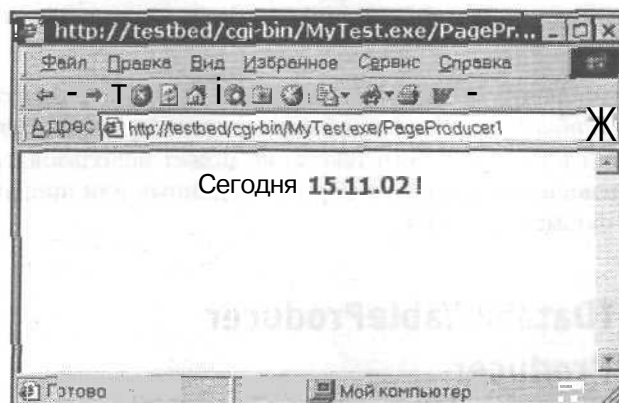 http://testbed/cgi-bin/MyTest.exe/PagePr...
Файл Правка Вид Избранное Сервис Справка
Адрес http://testbed/cgi-bin/MyTest.exe/PageProducer1
Сегодня 15.11.02!
Готово Мой компьютер